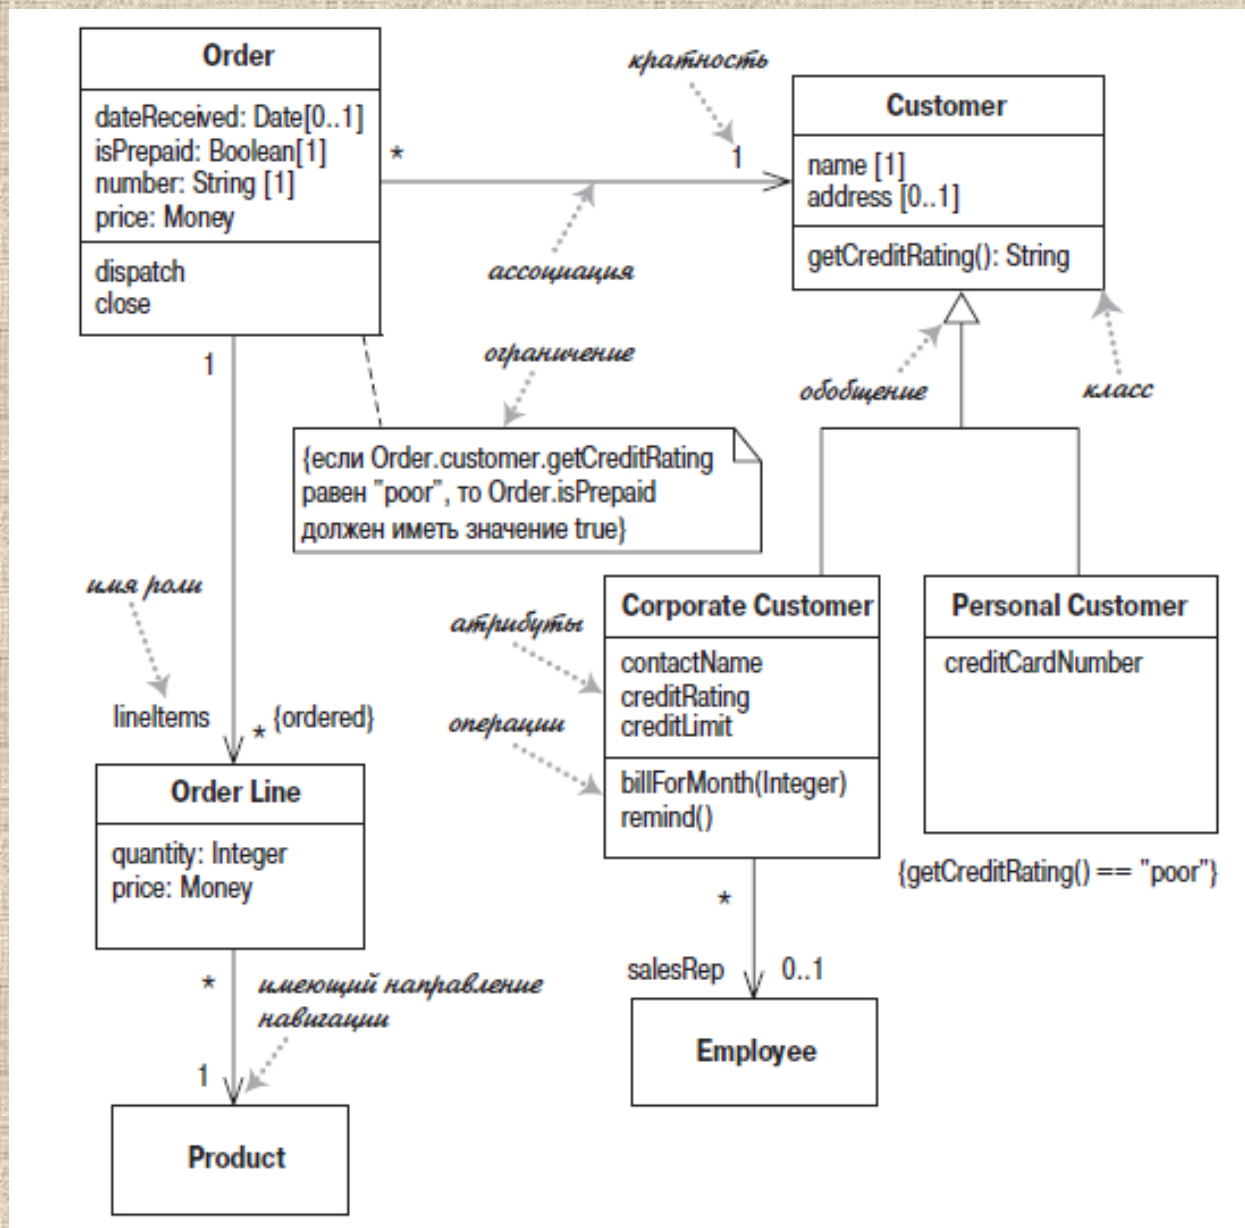 Order
dateReceived: Date[0..1]
isPrepaid: Boolean[1]
number: String [1]
price: Money
dispatch
close
кратность
*
1
Customer
name [1]
address [0..1]
getCreditRating(): String
ассоциация
ограничение
обобщение
класс
1
{если Order.customer.getCreditRating
равен "poor", то Order.isPrepaid
должен иметь значение true}
имя роли
lineItems
* {ordered}
атрибуты
операции
Corporate Customer
contactName
creditRating
creditLimit
billForMonth(Integer)
remind()
Personal Customer
creditCardNumber
{getCreditRating() == "poor"}
Order Line
quantity: Integer
price: Money
*
имеющий направление
навигации
1
Product
*
salesRep
0..1
Employee